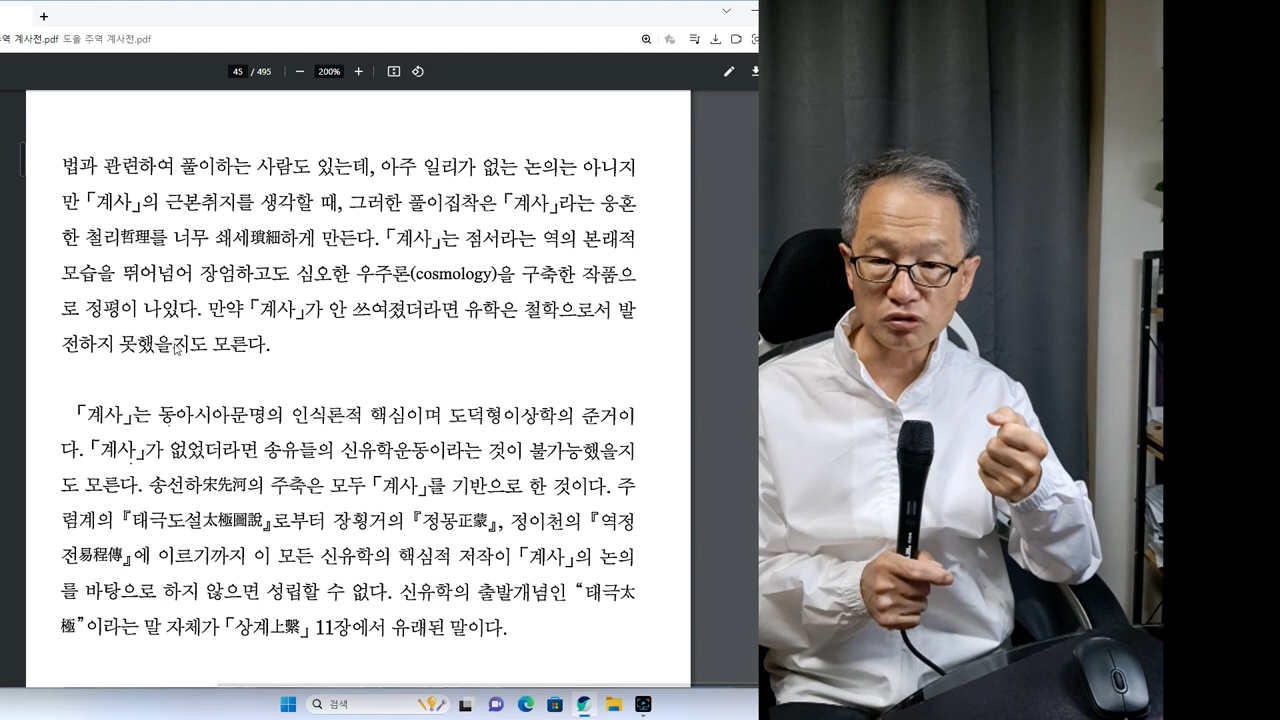 역 계사전.pdf 도올 주역 계사전.pdf
45 / 495 200%
법과 관련하여 풀이하는 사람도 있는데, 아주 일리가 없는 논의는 아니지
만 「계사」의 근본취지를 생각할 때, 그러한 풀이집착은 「계사」라는 웅혼
한 철리哲理를 너무 쇄세瑣細하게 만든다. 「계사」는 점서라는 역의 본래적
모습을 뛰어넘어 장엄하고도 심오한 우주론(cosmology)을 구축한 작품으
로 정평이 나있다. 만약 「계사」가 안 쓰여졌더라면 유학은 철학으로서 발
전하지 못했을지도 모른다.
「계사」는 동아시아문명의 인식론적 핵심이며 도덕형이상학의 준거이
다. 「계사」가 없었더라면 송유들의 신유학운동이라는 것이 불가능했을지
도 모른다. 송선하宋先河의 주축은 모두 「계사」를 기반으로 한 것이다. 주
렴계의 『태극도설太極圖說』로부터 장횡거의 『정몽正蒙』, 정이천의 『역정
전易程傳』에 이르기까지 이 모든 신유학의 핵심적 저작이 「계사」의 논의
를 바탕으로 하지 않으면 성립할 수 없다. 신유학의 출발개념인 “태극太
極”이라는 말 자체가 「상계上繫」 11장에서 유래된 말이다.
검색